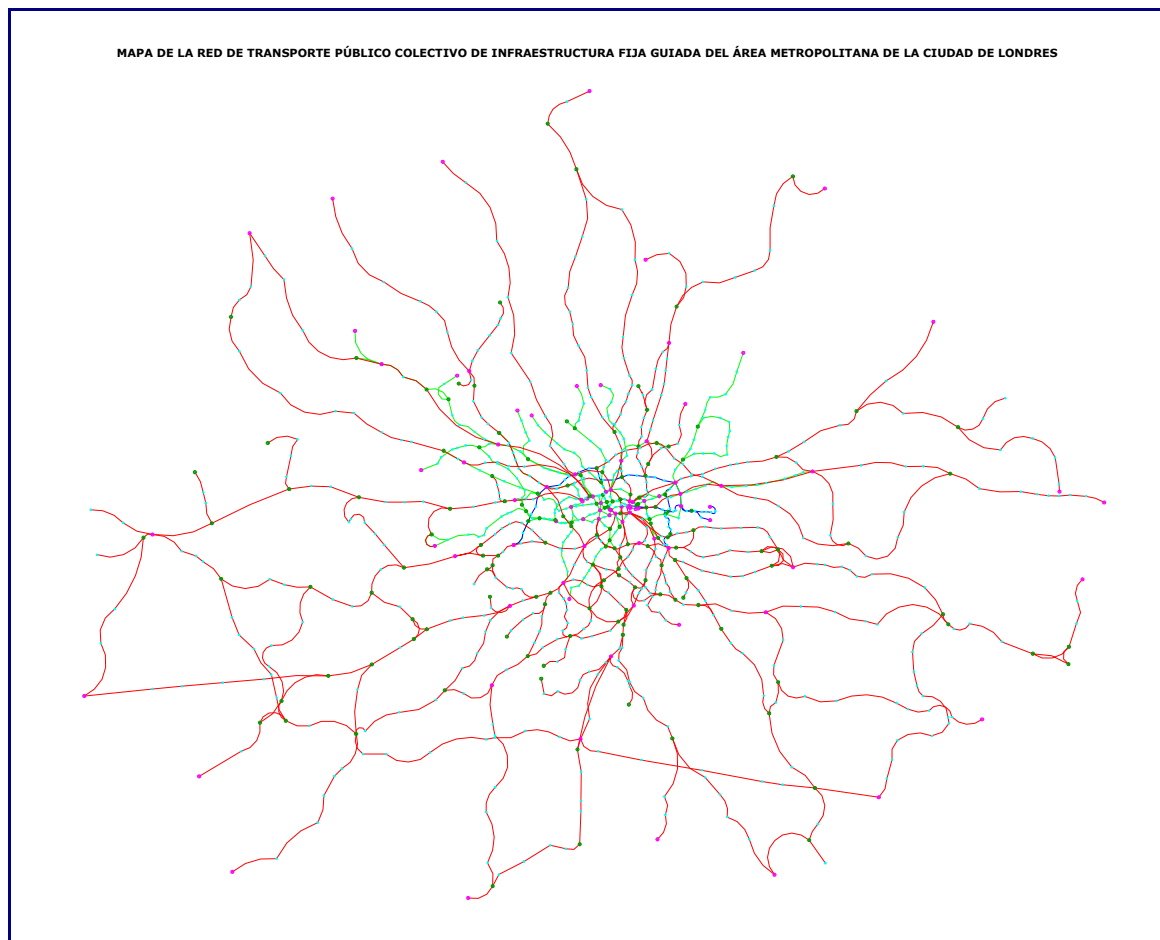 MAPA DE LA RED DE TRANSPORTE PÚBLICO COLECTIVO DE INFRAESTRUCTURA FIJA GUIADA DEL ÁREA METROPOLITANA DE LA CIUDAD DE LONDRES